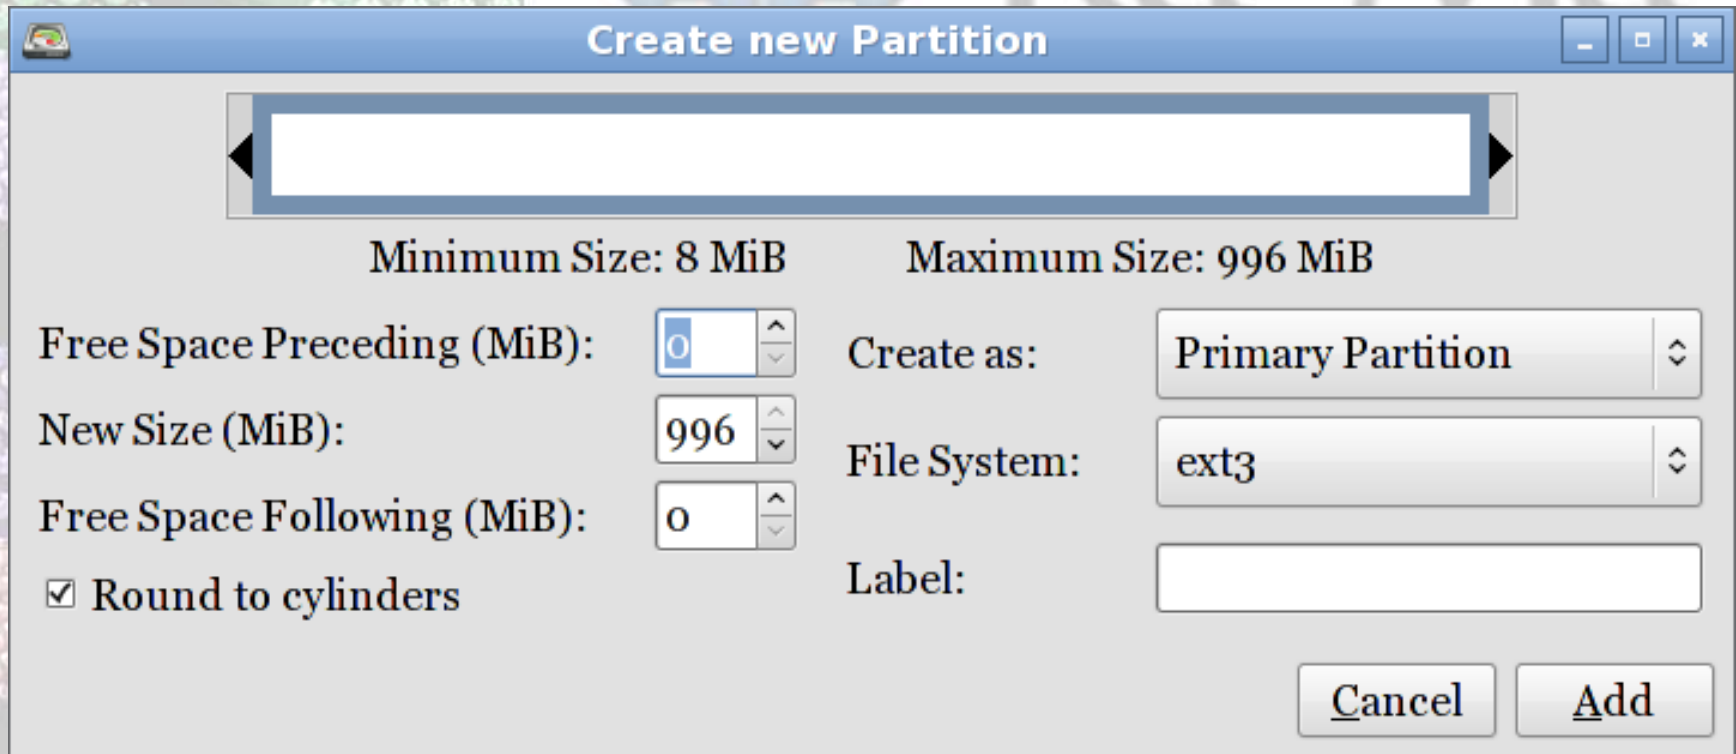 Create new Partition
Minimum Size: 8 MiB Maximum Size: 996 MiB
Free Space Preceding (MiB): 0
Create as: Primary Partition
New Size (MiB): 996
File System: ext3
Free Space Following (MiB): 0
Label:
Round to cylinders
Cancel Add